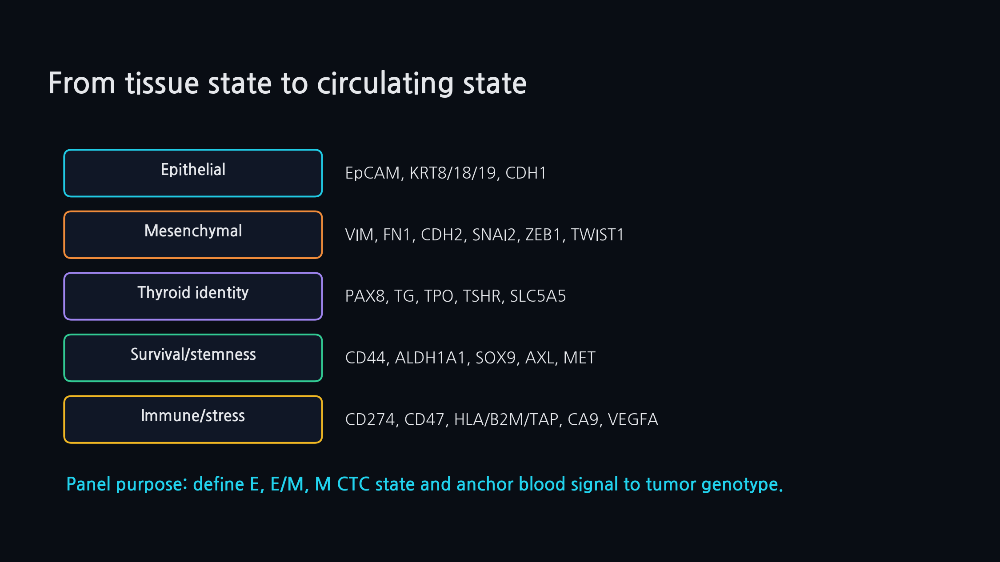 From tissue state to circulating state
Epithelial
EpCAM, KRT8/18/19, CDH1
Mesenchymal
VIM, FN1, CDH2, SNAI2, ZEB1, TWIST1
Thyroid identity
PAX8, TG, TPO, TSHR, SLC5A5
Survival/stemness
CD44, ALDH1A1, SOX9, AXL, MET
Immune/stress
CD274, CD47, HLA/B2M/TAP, CA9, VEGFA
Panel purpose: define E, E/M, M CTC state and anchor blood signal to tumor genotype.